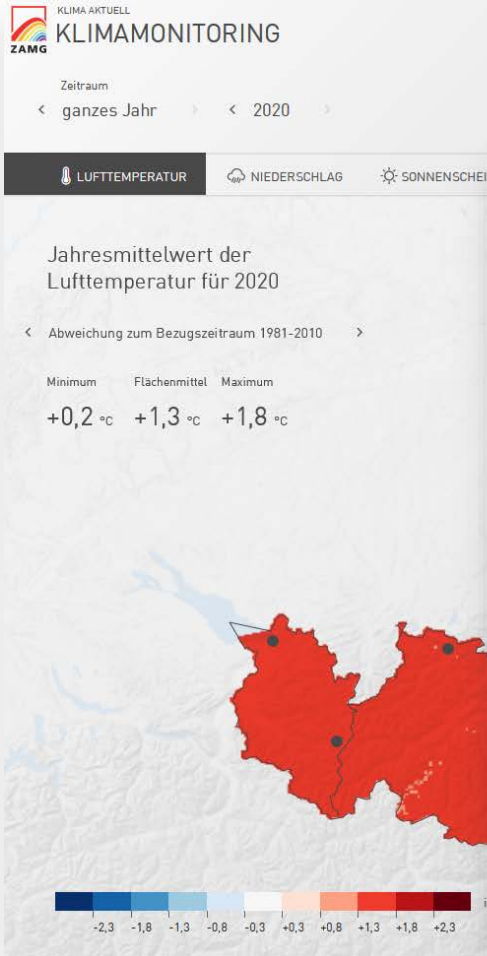 KLIMA AKTUELL
KLIMAMONITORING
ZAMG
Zeitraum
ganzes Jahr
2020
LUFTTEMPERATUR
NIEDERSCHLAG
SONNENSCHEI
Jahresmittelwert der
Lufttemperatur für 2020
Abweichung zum Bezugszeitraum 1981-2010
Minimum Flächenmittel Maximum
+0,2 °C +1,3 °C +1,8 °C
-2,3 -1,8 -1,3 -0,8 -0,3 +0,3 +0,8 +1,3 +1,8 +2,3